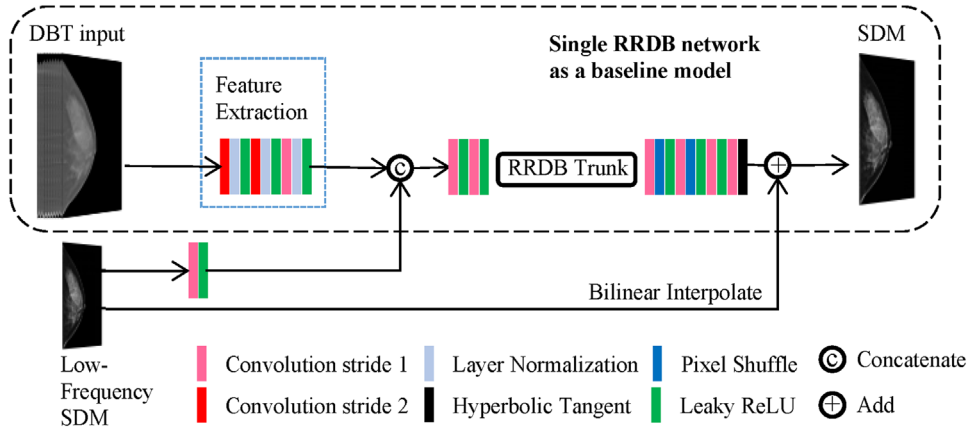 DBT input
Single RRDB network
as a baseline model
SDM
Feature
Extraction
C
RRDB Trunk
Bilinear Interpolate
Low-
Frequency
SDM
Convolution stride 1
Layer Normalization
Pixel Shuffle
C Concatenate
Convolution stride 2
Hyperbolic Tangent
Leaky ReLU
Add